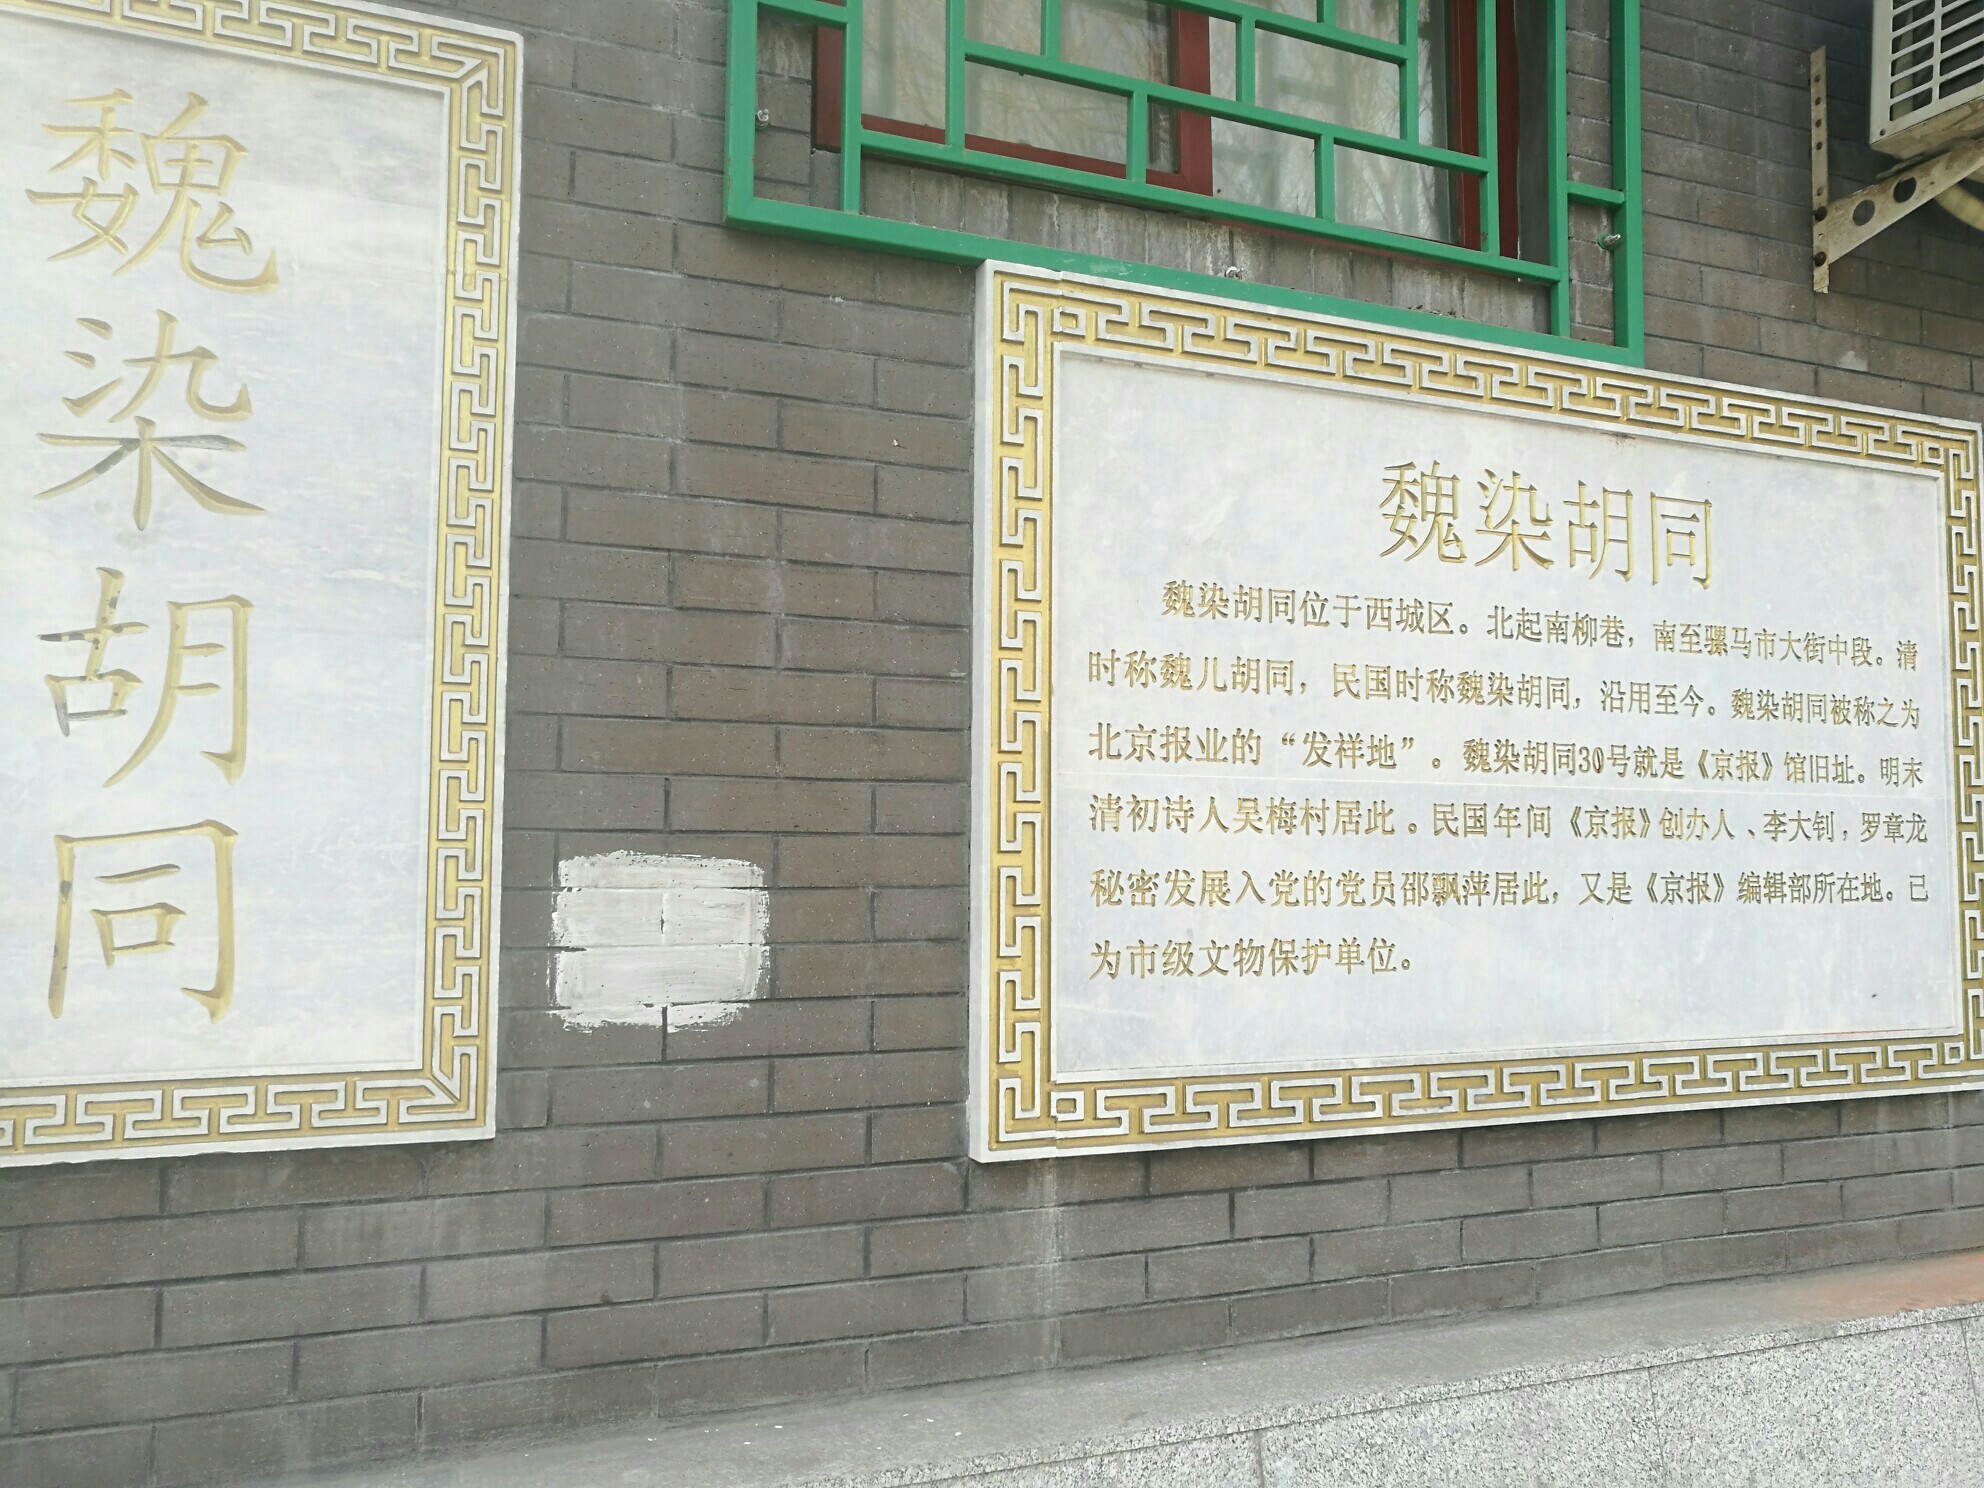 魏染胡同
魏染胡同
魏染胡同位于西城区。北起南柳巷，南至骡马市大街中段。清
时称魏儿胡同，民国时称魏染胡同，沿用至今。魏染胡同被称之为
北京报业的“发祥地”。魏染胡同30号就是《京报》馆旧址。明末
清初诗人吴梅村居此。民国年间《京报》创办人、李大钊，罗章龙
秘密发展入党的党员邵飘萍居此，又是《京报》编辑部所在地。已
为市级文物保护单位。